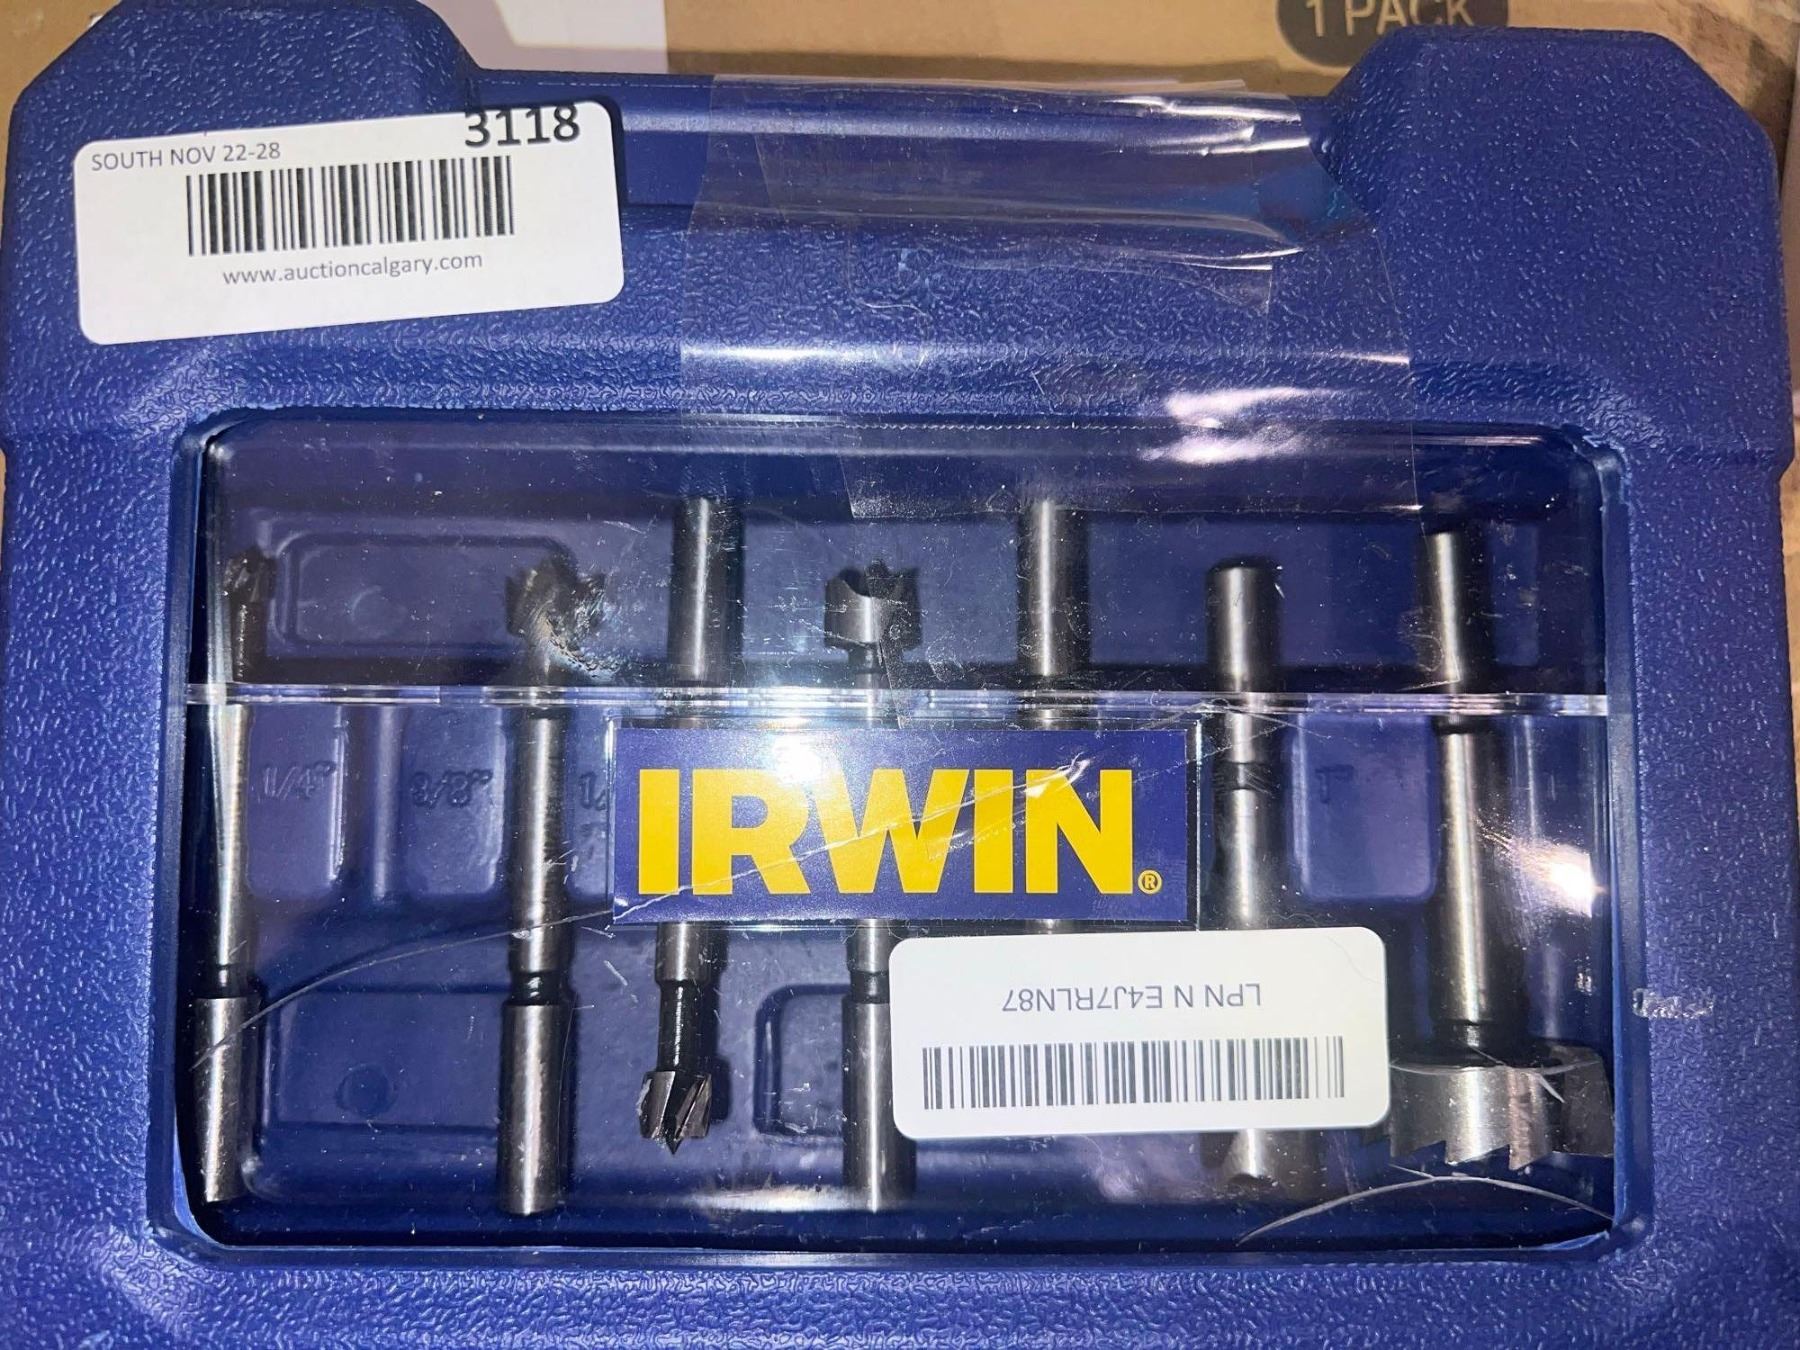 1 PACK
3118
SOUTH NOV 22-28
www.auctioncalgary.com
1/4"
3/8"
1"
IRWIN®
LPN N E4J7RLN87